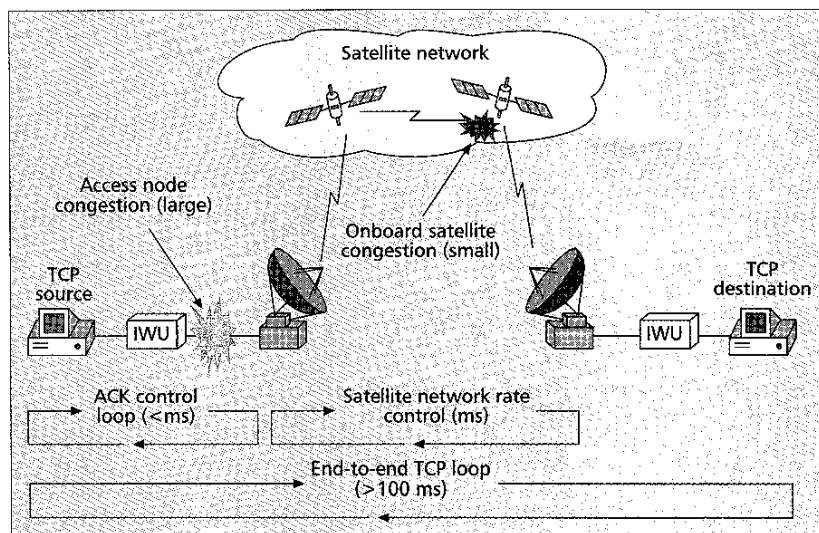 Satellite network
Access node
congestion (large)
Onboard satellite
congestion (small)
TCP
source
TCP
destination
IWU
IWU
ACK control
loop (<ms)
Satellite network rate
control (ms)
End-to-end TCP loop
(>100 ms)